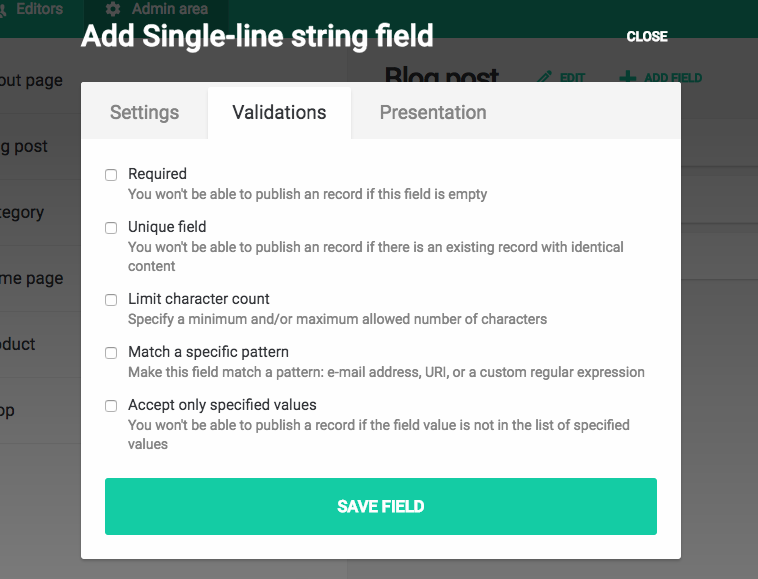 Editors
Admin area
Add Single-line string field
CLOSE
out page
Blog post
EDIT
ADD FIELD
Settings
Validations
Presentation
g post
Required
You won't be able to publish an record if this field is empty
tegory
Unique field
You won't be able to publish an record if there is an existing record with identical
content
me page
Limit character count
Specify a minimum and/or maximum allowed number of characters
oduct
Match a specific pattern
Make this field match a pattern: e-mail address, URI, or a custom regular expression
op
Accept only specified values
You won't be able to publish a record if the field value is not in the list of specified
values
SAVE FIELD